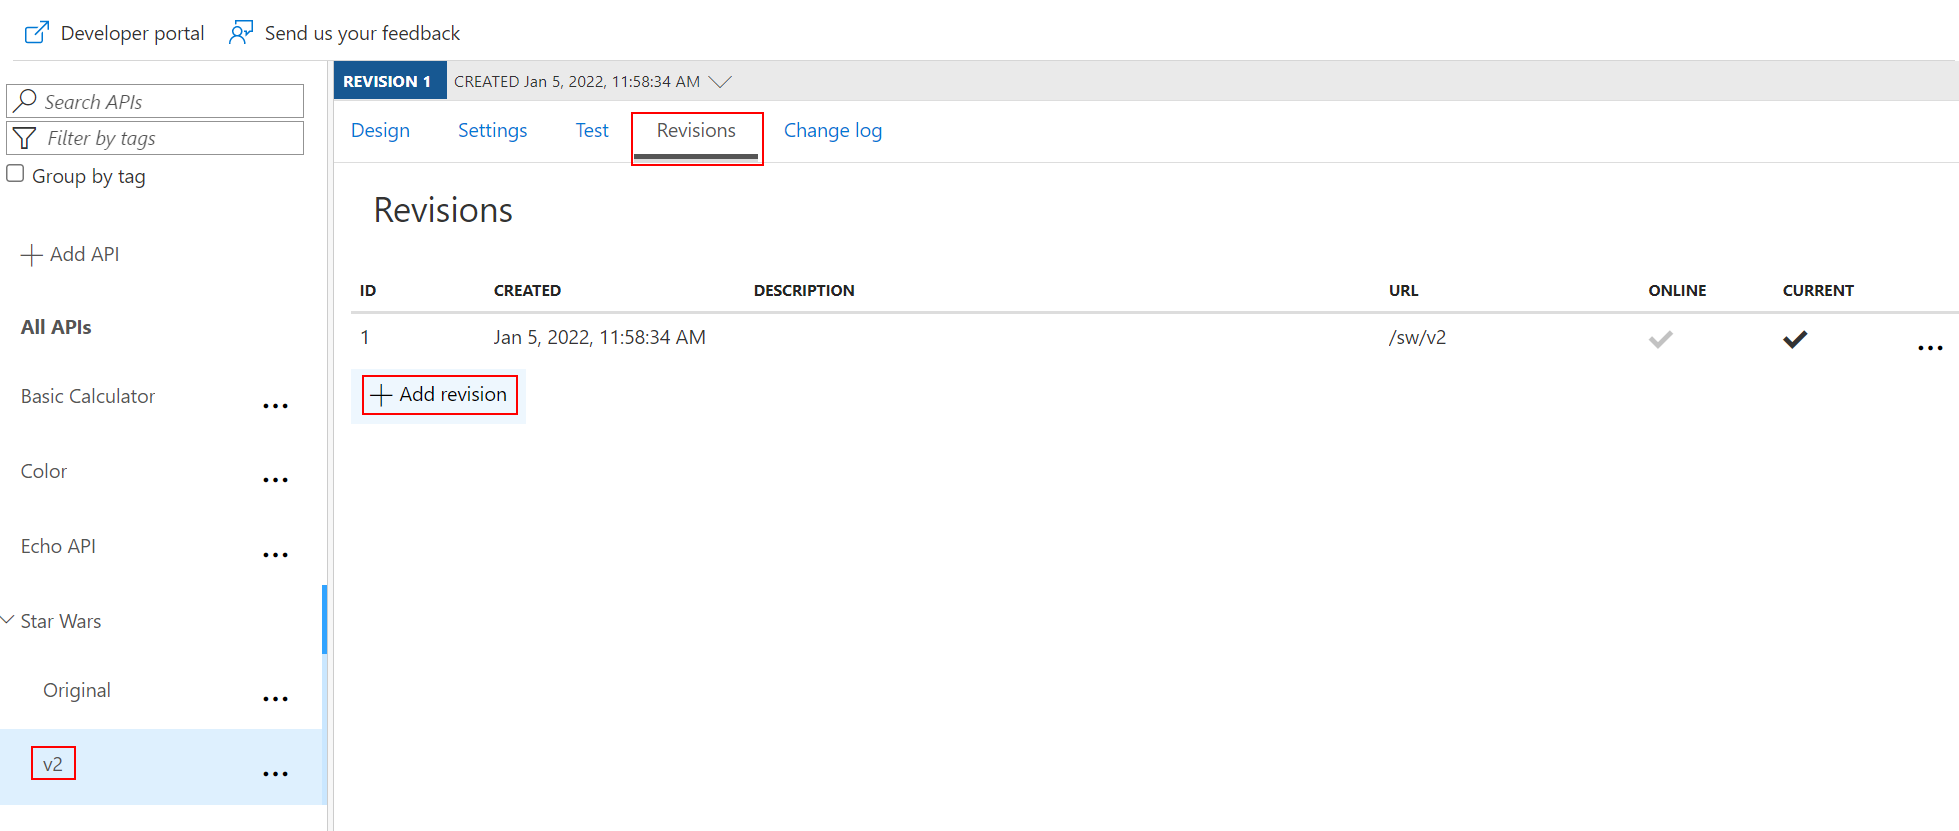 Developer portal Send us your feedback
Search APIs
Filter by tags
Group by tag
Add API
All APIs
Basic Calculator
Color
Echo API
Star Wars
Original
v2
REVISION 1 CREATED Jan 5, 2022, 11:58:34 AM
Design Settings Test Revisions Change log
Revisions
ID CREATED DESCRIPTION URL ONLINE CURRENT
1 Jan 5, 2022, 11:58:34 AM /sw/v2
Add revision